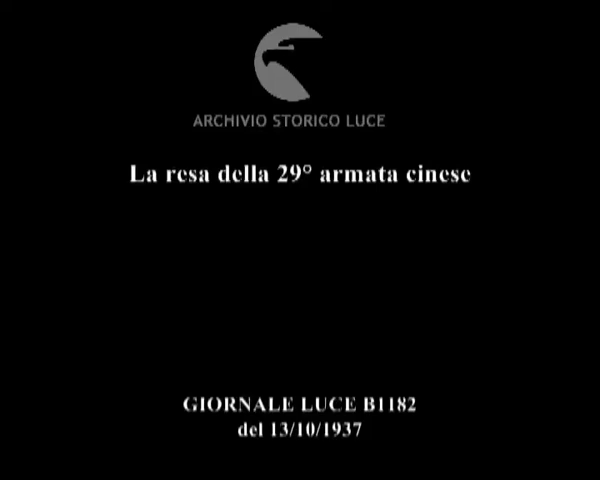 ARCHIVIO STORICO LUCE
La resa della 29° armata cinese
GIORNALE LUCE B1182
del 13/10/1937